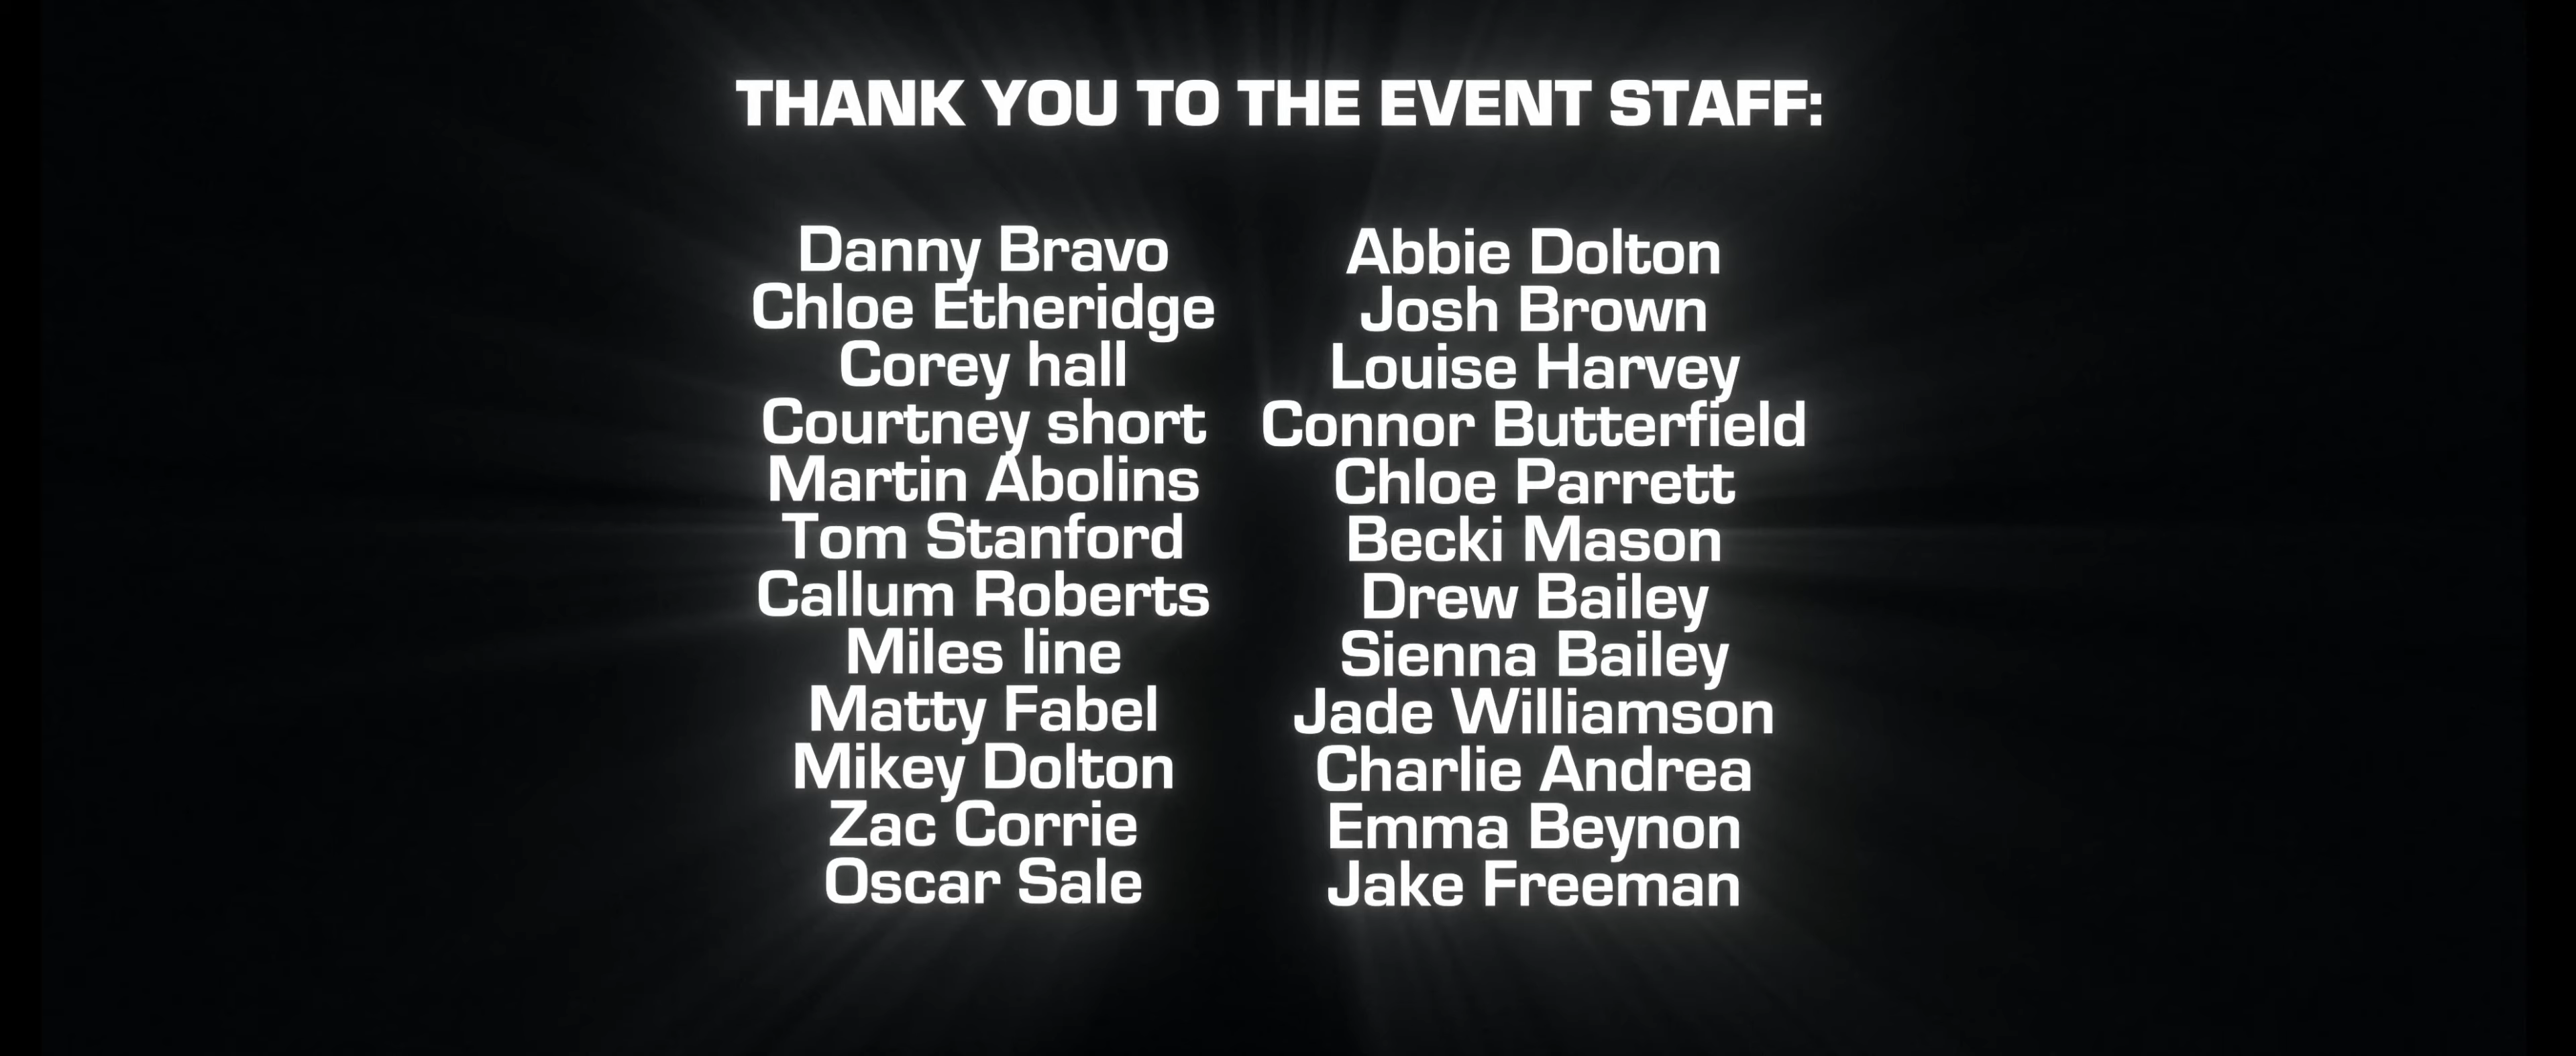 THANK YOU TO THE EVENT STAFF:
Danny Bravo
Chloe Etheridge
Corey hall
Courtney short
Martin Abolins
Tom Stanford
Callum Roberts
Miles line
Matty Fabel
Mikey Dolton
Zac Corrie
Oscar Sale
Abbie Dolton
Josh Brown
Louise Harvey
Connor Butterfield
Chloe Parrett
Becki Mason
Drew Bailey
Sienna Bailey
Jade Williamson
Charlie Andrea
Emma Beynon
Jake Freeman